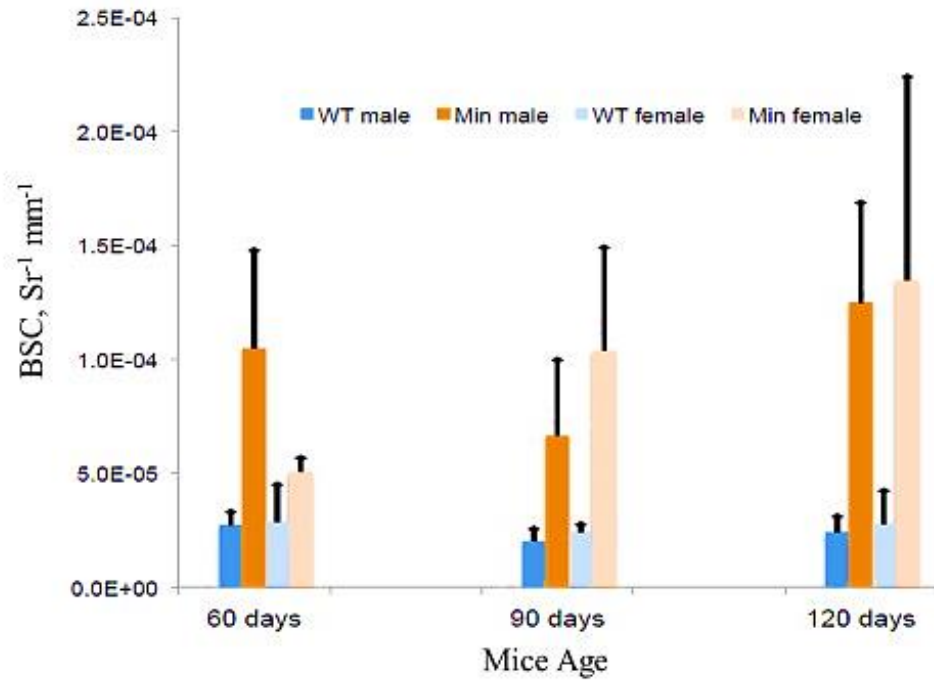 2.5E-04
WT male Min male WT female Min female
2.0E-04
1.5E-04
1.0E-04
5.0E-05
0.0E+00
BSC, Sr⁻¹ mm⁻¹
60 days 90 days 120 days
Mice Age